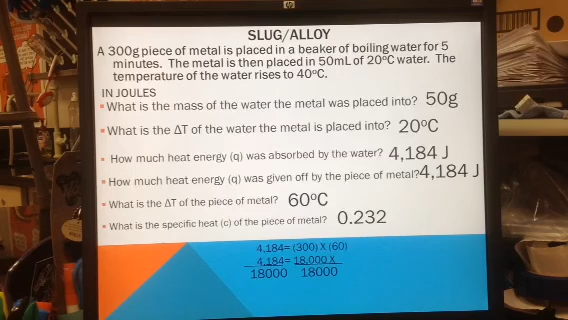 hp
SLUG/ALLOY
A 300g piece of metal is placed in a beaker of boiling water for 5
minutes. The metal is then placed in 50mL of 20ºC water. The
temperature of the water rises to 40ºC.
IN JOULES
▪ What is the mass of the water the metal was placed into? 50g
▪ What is the ΔT of the water the metal is placed into? 20ºC
▪ How much heat energy (q) was absorbed by the water? 4,184 J
▪ How much heat energy (q) was given off by the piece of metal?4,184 J
▪ What is the ΔT of the piece of metal? 60ºC
▪ What is the specific heat (c) of the piece of metal? 0.232
4,184= (300) X (60)
4,184= 18,000 X
18000 18000